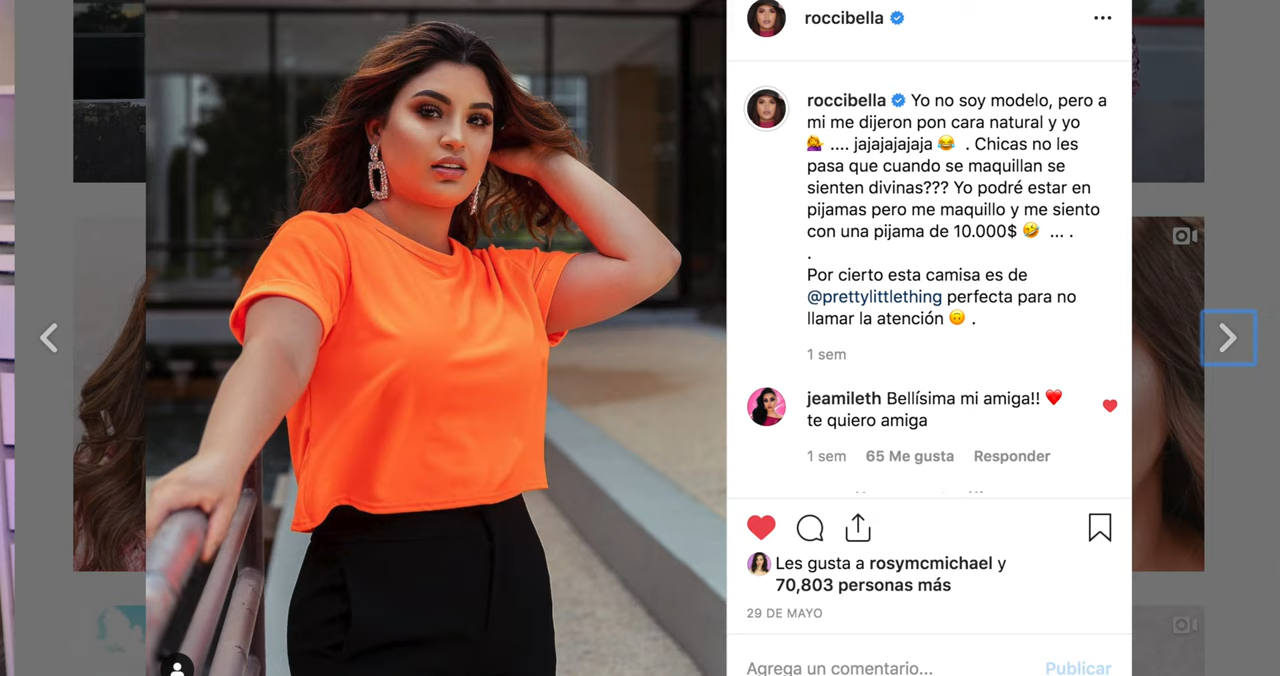 roccibella
roccibella Yo no soy modelo, pero a
mi me dijeron pon cara natural y yo
💁‍♀️ .... jajajajajaja 😂 . Chicas no les
pasa que cuando se maquillan se
sienten divinas??? Yo podré estar en
pijamas pero me maquillo y me siento
con una pijama de 10.000$ 🤣 ... .
.
Por cierto esta camisa es de
@prettylittlething perfecta para no
llamar la atención 🙃 .
1 sem
jeamileth Bellísima mi amiga!! ❤️
te quiero amiga
1 sem 65 Me gusta Responder
Les gusta a rosymcmichael y
70,803 personas más
29 DE MAYO
Agrega un comentario... Publicar